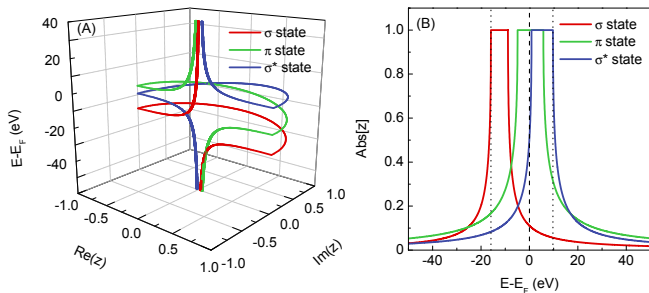 (A)
σ state
π state
σ* state
40
20
0
-20
-40
E-E_F (eV)
-1.0
-0.5
0.0
0.5
1.0
Re(z)
-1.0
-0.5
0.0
0.5
1.0
Im(z)
(B)
σ state
π state
σ* state
1.0
0.8
0.6
0.4
0.2
0
Abs[z]
-40 -20 0 20 40
E-E_F (eV)